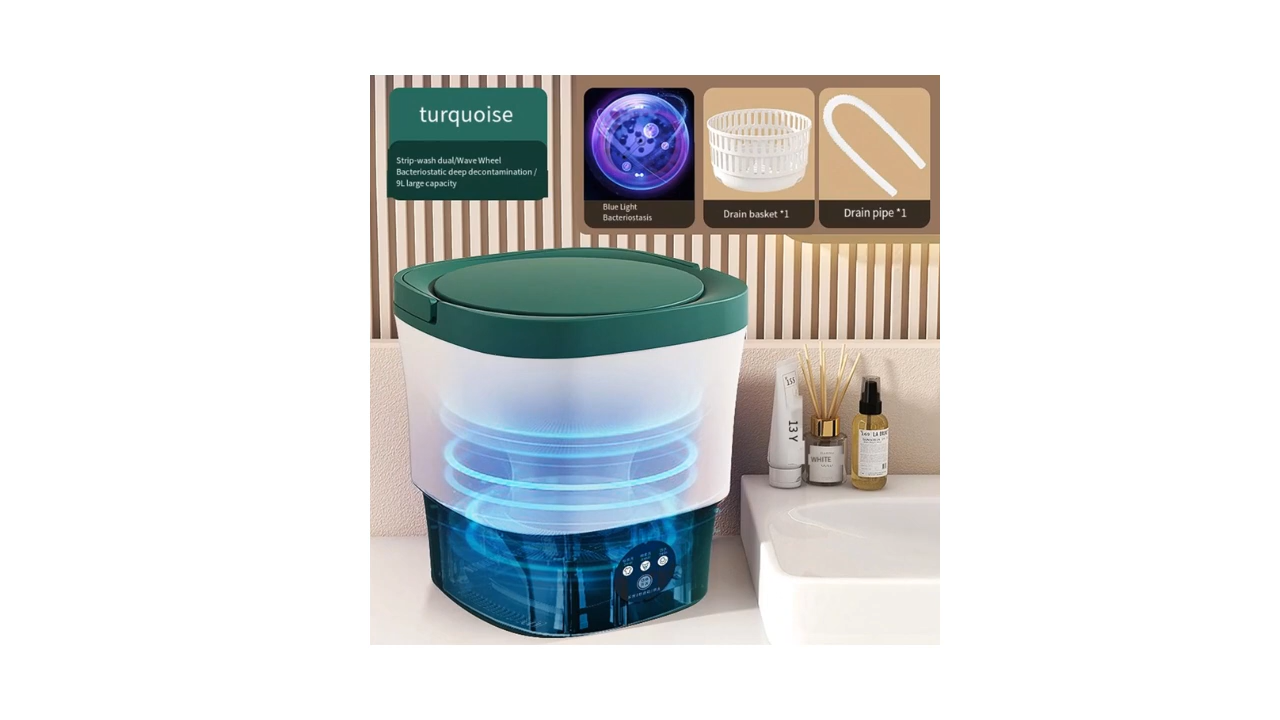 turquoise
Strip-wash dual/Wave Wheel
Bacteriostatic deep decontamination /
9L large capacity
Blue Light
Bacteriostasis
Drain basket *1
Drain pipe *1
13 Y
WHITE